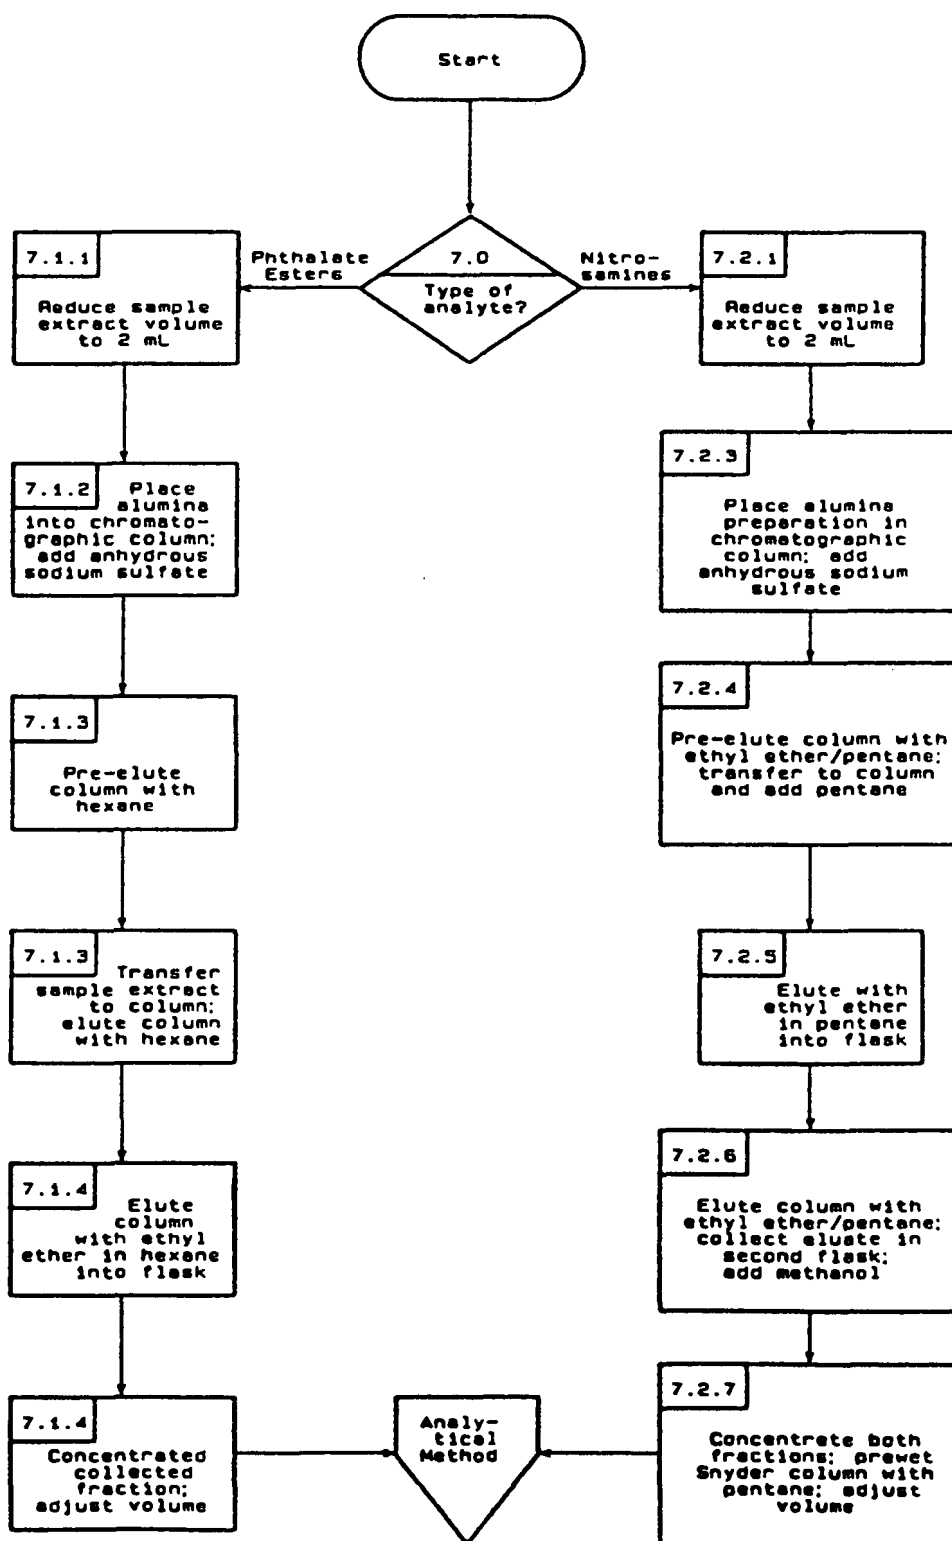 Start
7.0
Type of
analyte?
Phthalate
Esters
Nitro-
samines
7.1.1
Reduce sample
extract volume
to 2 mL
7.1.2 Place
alumina
into chromato-
graphic column;
add anhydrous
sodium sulfate
7.1.3
Pre-elute
column with
hexane
7.1.3
Transfer
sample extract
to column;
elute column
with hexane
7.1.4
Elute
column
with ethyl
ether in hexane
into flask
7.1.4
Concentrated
collected
fraction;
adjust volume
7.2.1
Reduce sample
extract volume
to 2 mL
7.2.3
Place alumina
preparation in
chromatographic
column; add
anhydrous sodium
sulfate
7.2.4
Pre-elute column with
ethyl ether/pentane;
transfer to column
and add pentane
7.2.5
Elute with
ethyl ether
in pentane
into flask
7.2.6
Elute column with
ethyl ether/pentane;
collect eluate in
second flask;
add methanol
7.2.7
Concentrate both
fractions; prewet
Snyder column with
pentane; adjust
volume
Analy-
tical
Method